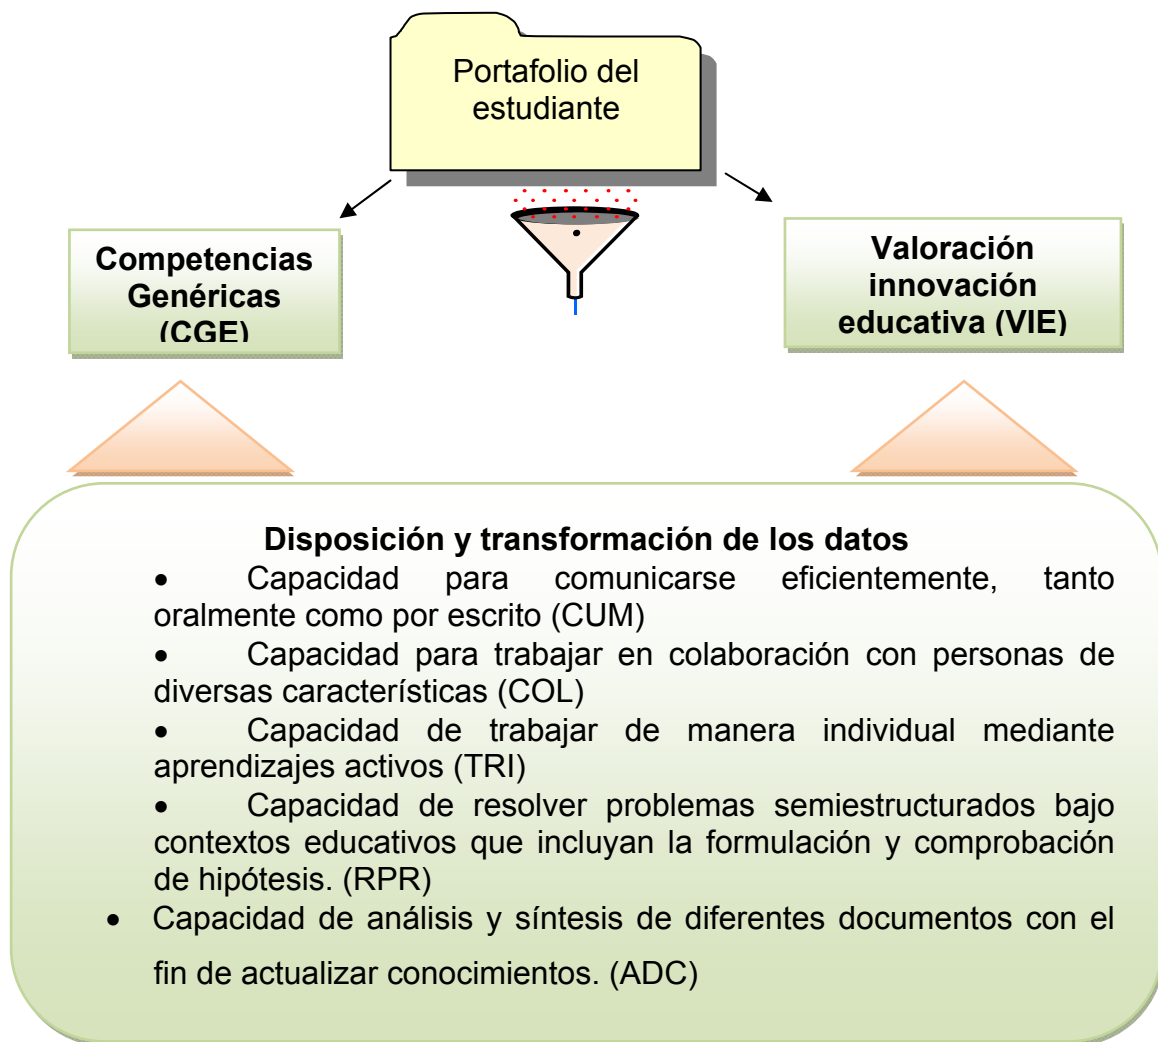 Portafolio del
estudiante
Competencias
Genéricas
(CGE)
Valoración
innovación
educativa (VIE)
Disposición y transformación de los datos
• Capacidad para comunicarse eficientemente, tanto
oralmente como por escrito (CUM)
• Capacidad para trabajar en colaboración con personas de
diversas características (COL)
• Capacidad de trabajar de manera individual mediante
aprendizajes activos (TRI)
• Capacidad de resolver problemas semiestructurados bajo
contextos educativos que incluyan la formulación y comprobación
de hipótesis. (RPR)
• Capacidad de análisis y síntesis de diferentes documentos con el
fin de actualizar conocimientos. (ADC)